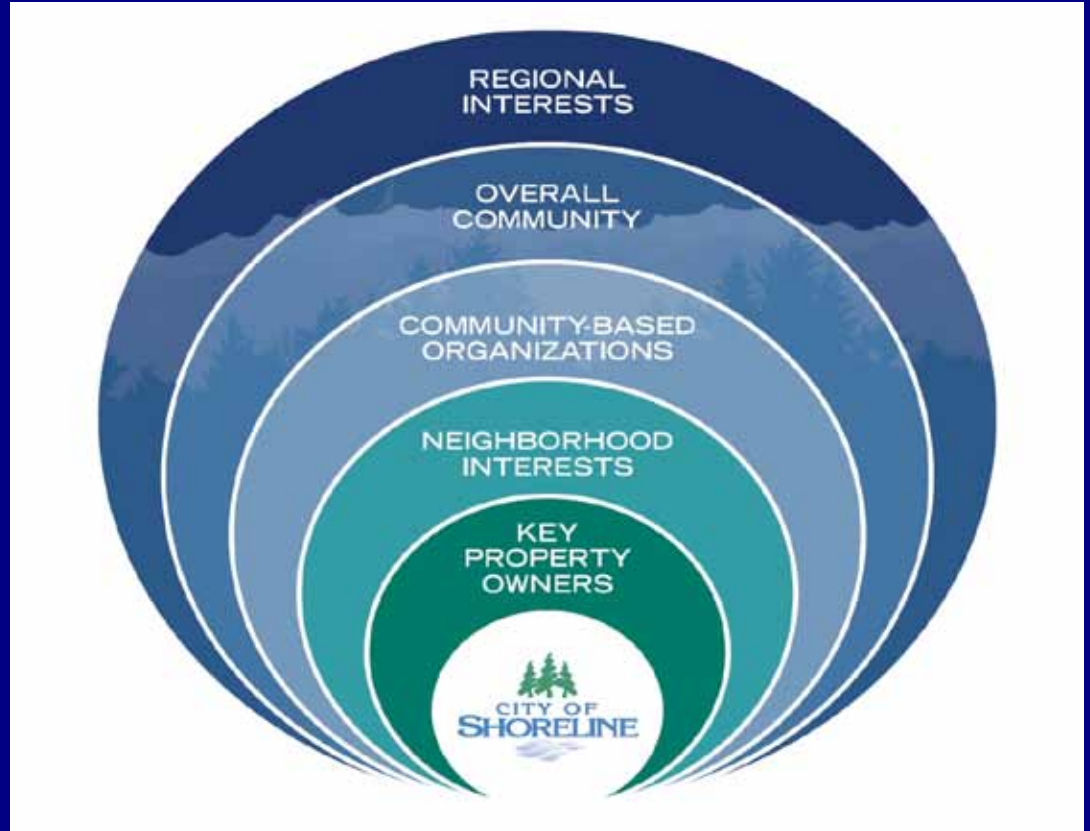 REGIONAL
INTERESTS
OVERALL
COMMUNITY
COMMUNITY-BASED
ORGANIZATIONS
NEIGHBORHOOD
INTERESTS
KEY
PROPERTY
OWNERS
CITY OF
SHORELINE